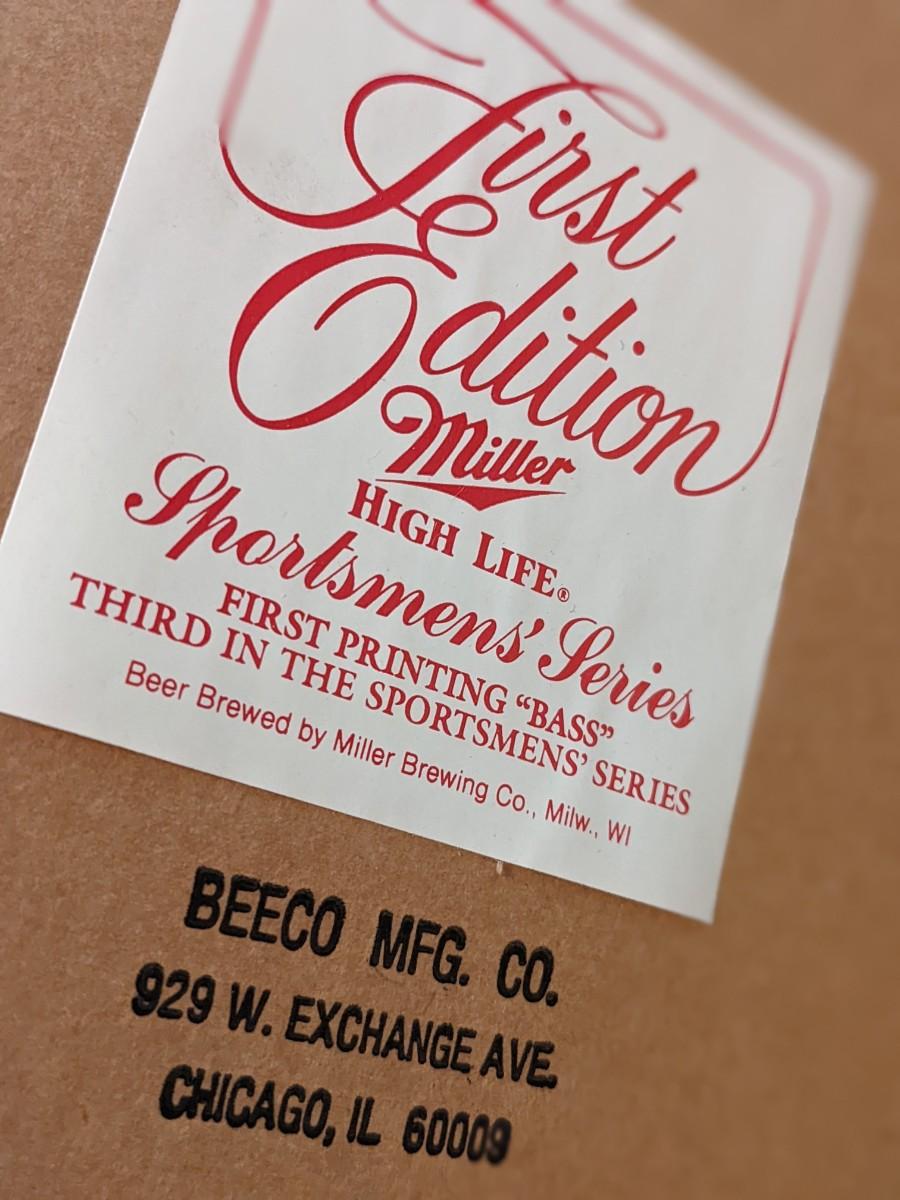 First
Edition
Miller
HIGH LIFE®
Sportsmens' Series
FIRST PRINTING “BASS”
THIRD IN THE SPORTSMENS' SERIES
Beer Brewed by Miller Brewing Co., Milw., WI
BEECO MFG. CO.
929 W. EXCHANGE AVE.
CHICAGO, IL 60009